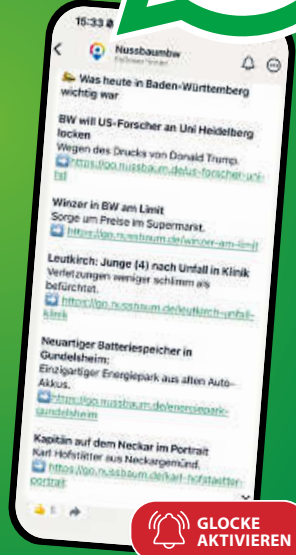 15:33
Nussbaumbw
Was heute in Baden-Württemberg
wichtig war
BW will US-Forscher an Uni Heidelberg
locken
Wegen des Drucks von Donald Trump.
https://go.nussbaum.de/us-forscher-uni-
hd
Winzer in BW am Limit
Sorge um Preise im Supermarkt.
https://go.nussbaum.de/winzer-am-limit
Leutkirch: Junge (4) nach Unfall in Klinik
Verletzungen weniger schlimm als
befürchtet.
https://go.nussbaum.de/leutkirch-unfall-
klinik
Neuartiger Batteriespeicher in
Gundelsheim:
Einzigartiger Energiepark aus alten Auto-
Akkus.
https://go.nussbaum.de/energiepark-
gundelsheim
Kapitän auf dem Neckar im Portrait
Karl Hofstätter aus Neckargemünd.
https://go.nussbaum.de/karl-hofstaetter-
portrait
GLOCKE
AKTIVIEREN